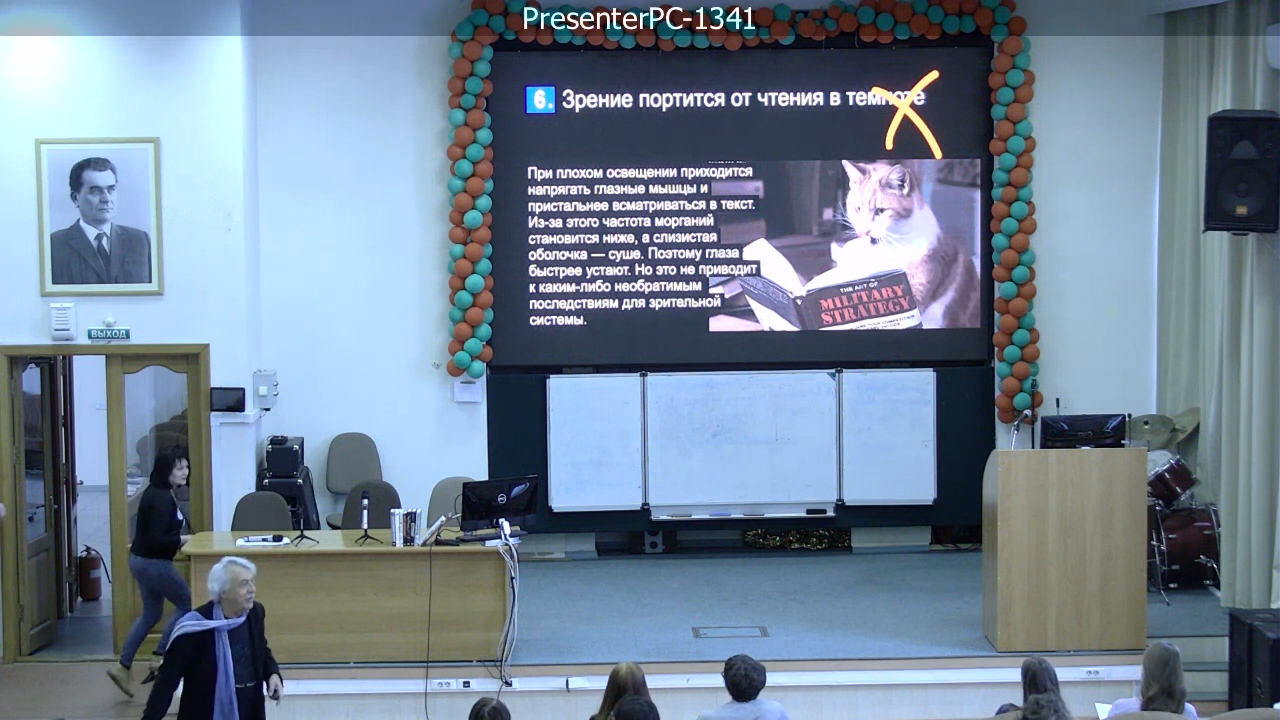 PresenterPC-1341
6. Зрение портится от чтения в темноте
При плохом освещении приходится
напрягать глазные мышцы и
пристальнее всматриваться в текст.
Из-за этого частота морганий
становится ниже, а слизистая
оболочка — суше. Поэтому глаза
быстрее устают. Но это не приводит
к каким-либо необратимым
последствиям для зрительной
системы.
THE ART OF
MILITARY
STRATEGY
ВЫХОД
DELL